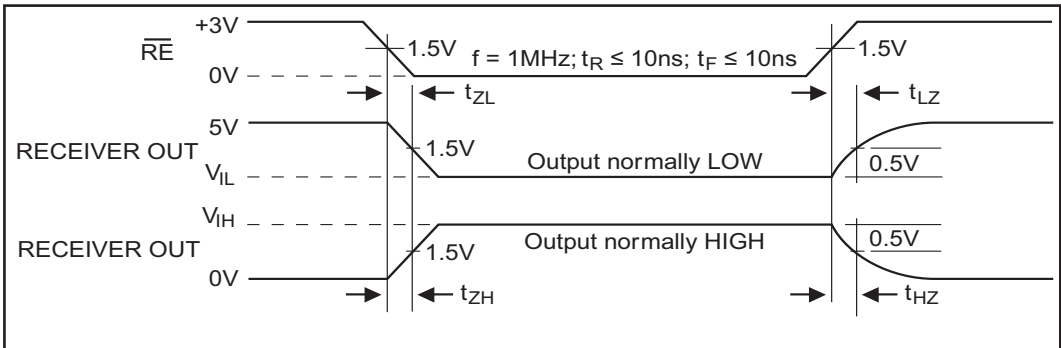 +3V
R̅E̅
1.5V
f = 1MHz; tR ≤ 10ns; tF ≤ 10ns
1.5V
0V
tZL
tLZ
5V
RECEIVER OUT
1.5V
Output normally LOW
0.5V
VIL
VIH
RECEIVER OUT
1.5V
Output normally HIGH
0.5V
0V
tZH
tHZ